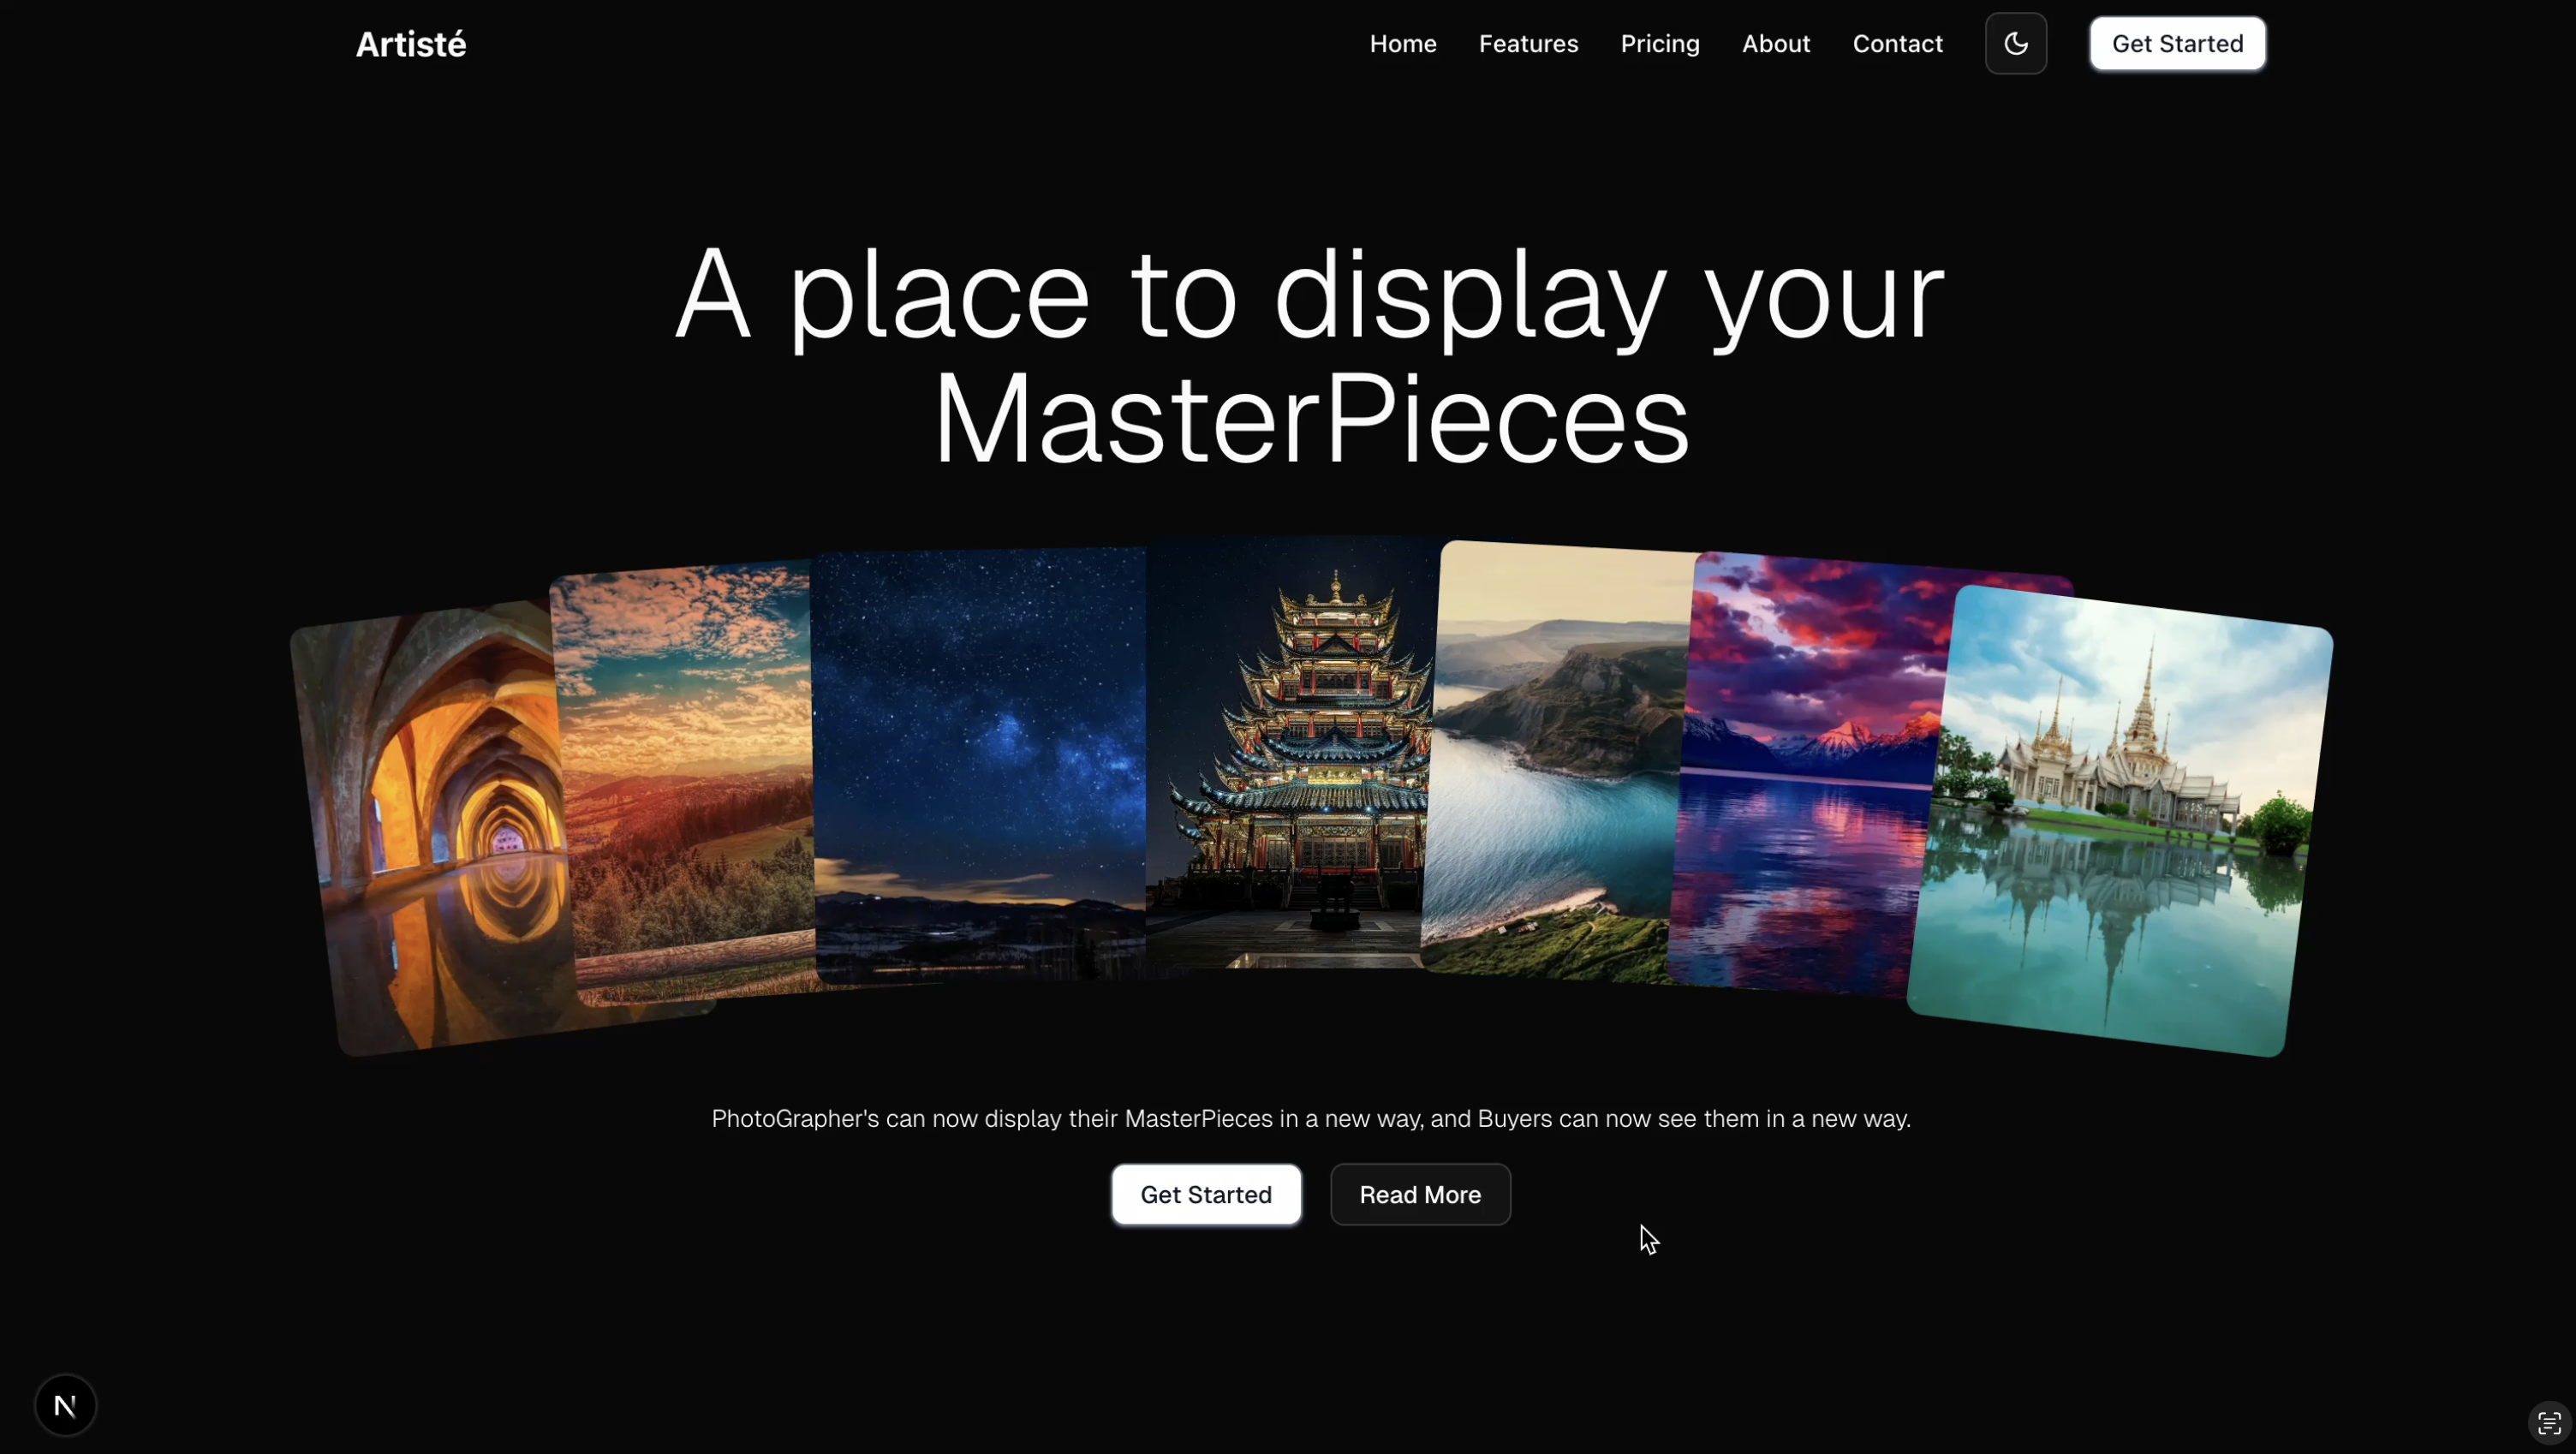 Artisté
Home Features Pricing About Contact Get Started
A place to display your
MasterPieces
PhotoGrapher's can now display their MasterPieces in a new way, and Buyers can now see them in a new way.
Get Started Read More
N